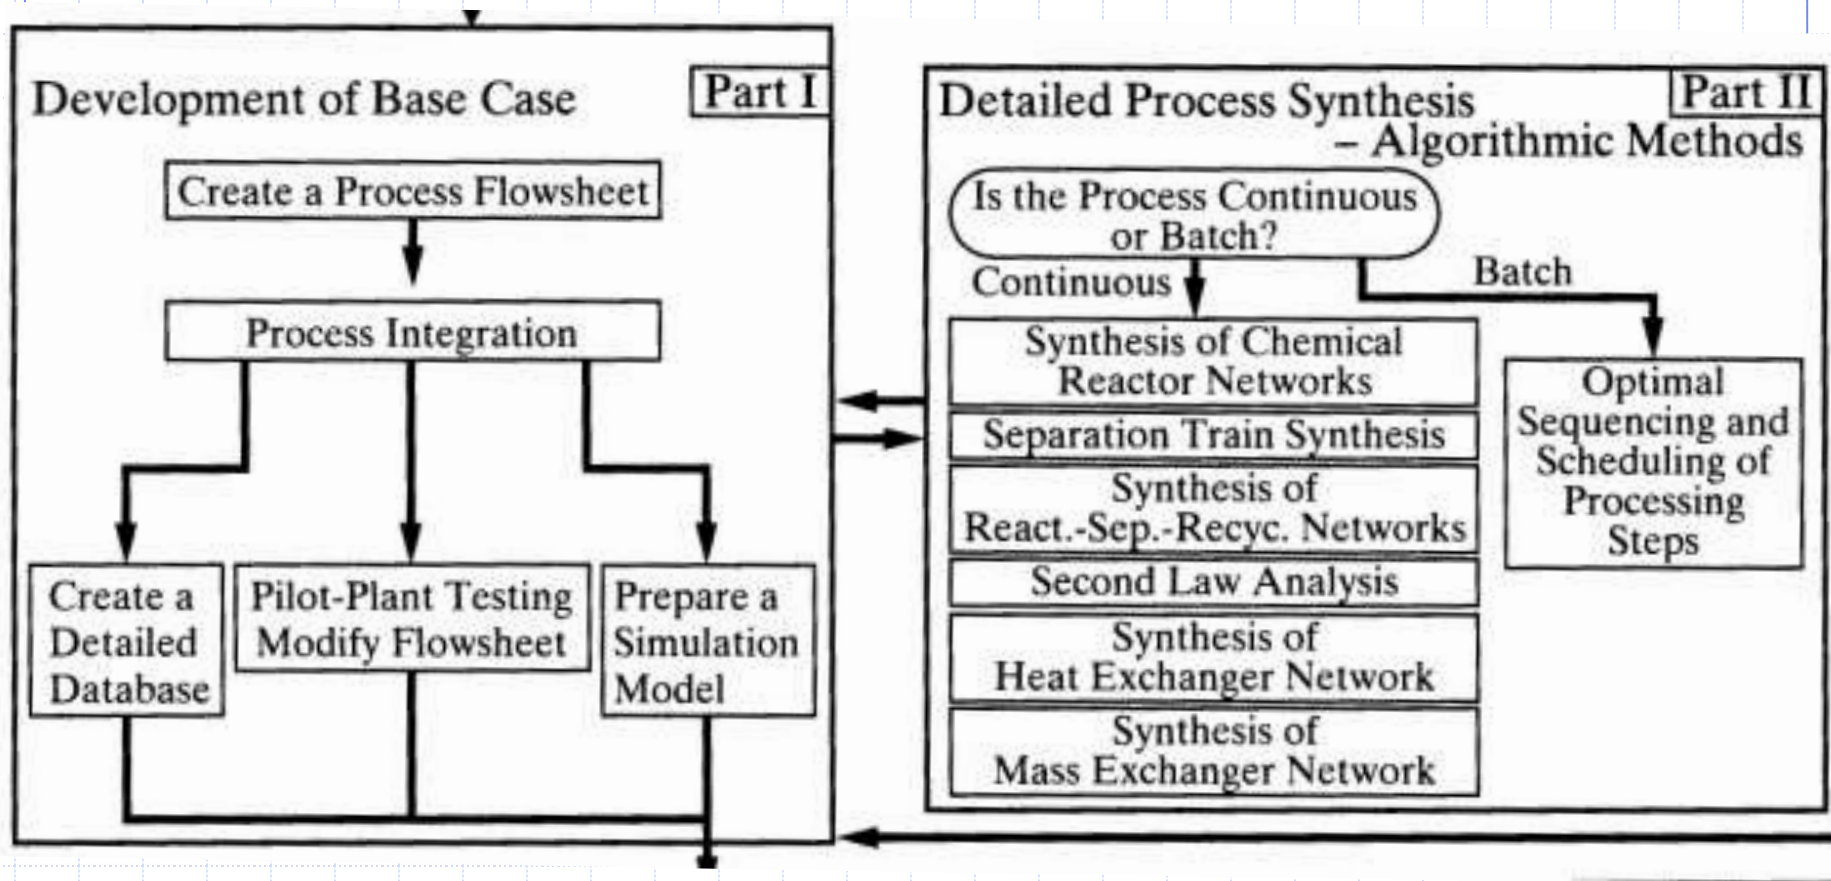 Development of Base Case
Part I
Create a Process Flowsheet
Process Integration
Create a
Detailed
Database
Pilot-Plant Testing
Modify Flowsheet
Prepare a
Simulation
Model
Detailed Process Synthesis
– Algorithmic Methods
Part II
Is the Process Continuous
or Batch?
Continuous
Batch
Synthesis of Chemical
Reactor Networks
Separation Train Synthesis
Synthesis of
React.-Sep.-Recyc. Networks
Second Law Analysis
Synthesis of
Heat Exchanger Network
Synthesis of
Mass Exchanger Network
Optimal
Sequencing and
Scheduling of
Processing
Steps